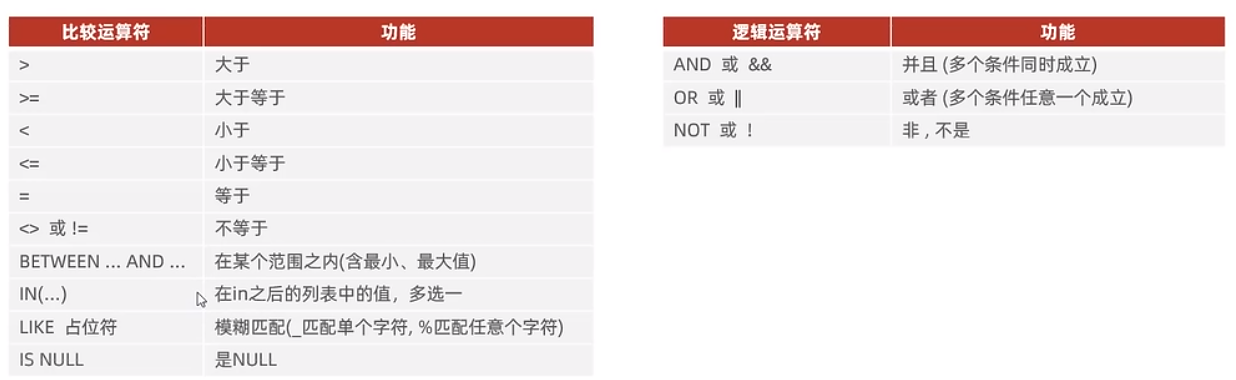 比较运算符 功能
> 大于
>= 大于等于
< 小于
<= 小于等于
= 等于
<> 或 != 不等于
BETWEEN ... AND ... 在某个范围之内(含最小、最大值)
IN(...) 在in之后的列表中的值，多选一
LIKE 占位符 模糊匹配(_匹配单个字符, %匹配任意个字符)
IS NULL 是NULL
逻辑运算符 功能
AND 或 && 并且 (多个条件同时成立)
OR 或 || 或者 (多个条件任意一个成立)
NOT 或 ! 非 , 不是